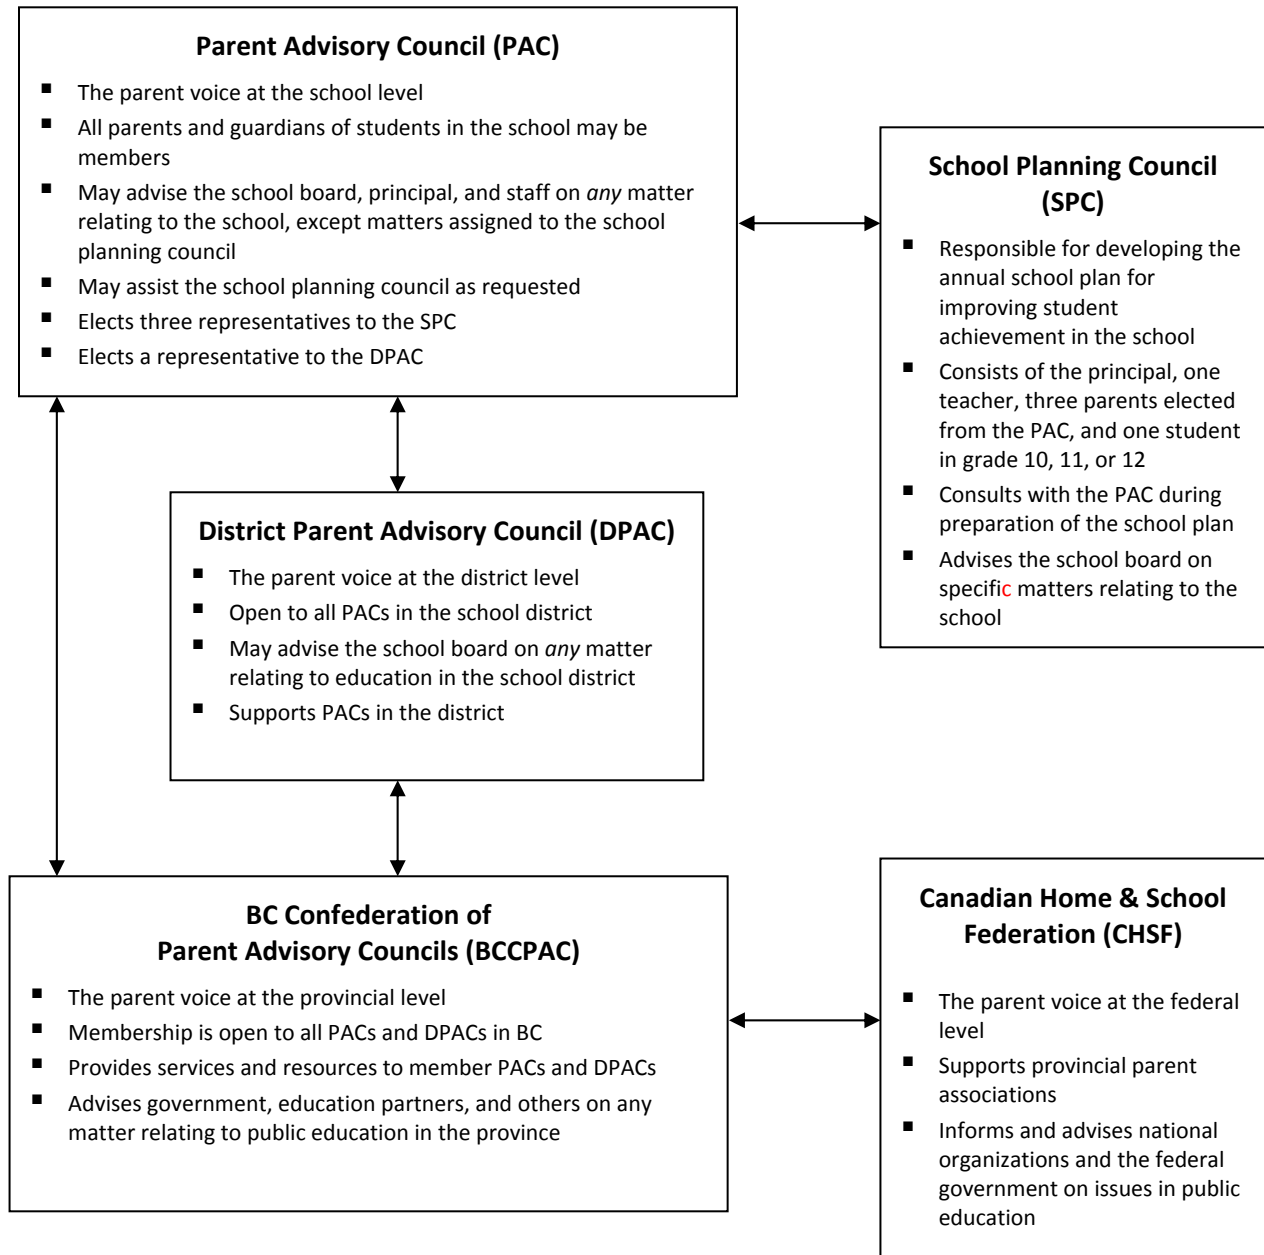 Parent Advisory Council (PAC)
▪ The parent voice at the school level
▪ All parents and guardians of students in the school may be
members
▪ May advise the school board, principal, and staff on any matter
relating to the school, except matters assigned to the school
planning council
▪ May assist the school planning council as requested
▪ Elects three representatives to the SPC
▪ Elects a representative to the DPAC
School Planning Council
(SPC)
▪ Responsible for developing the
annual school plan for
improving student
achievement in the school
▪ Consists of the principal, one
teacher, three parents elected
from the PAC, and one student
in grade 10, 11, or 12
▪ Consults with the PAC during
preparation of the school plan
▪ Advises the school board on
specific matters relating to the
school
District Parent Advisory Council (DPAC)
▪ The parent voice at the district level
▪ Open to all PACs in the school district
▪ May advise the school board on any matter
relating to education in the school district
▪ Supports PACs in the district
BC Confederation of
Parent Advisory Councils (BCCPAC)
▪ The parent voice at the provincial level
▪ Membership is open to all PACs and DPACs in BC
▪ Provides services and resources to member PACs and DPACs
▪ Advises government, education partners, and others on any
matter relating to public education in the province
Canadian Home & School
Federation (CHSF)
▪ The parent voice at the federal
level
▪ Supports provincial parent
associations
▪ Informs and advises national
organizations and the federal
government on issues in public
education